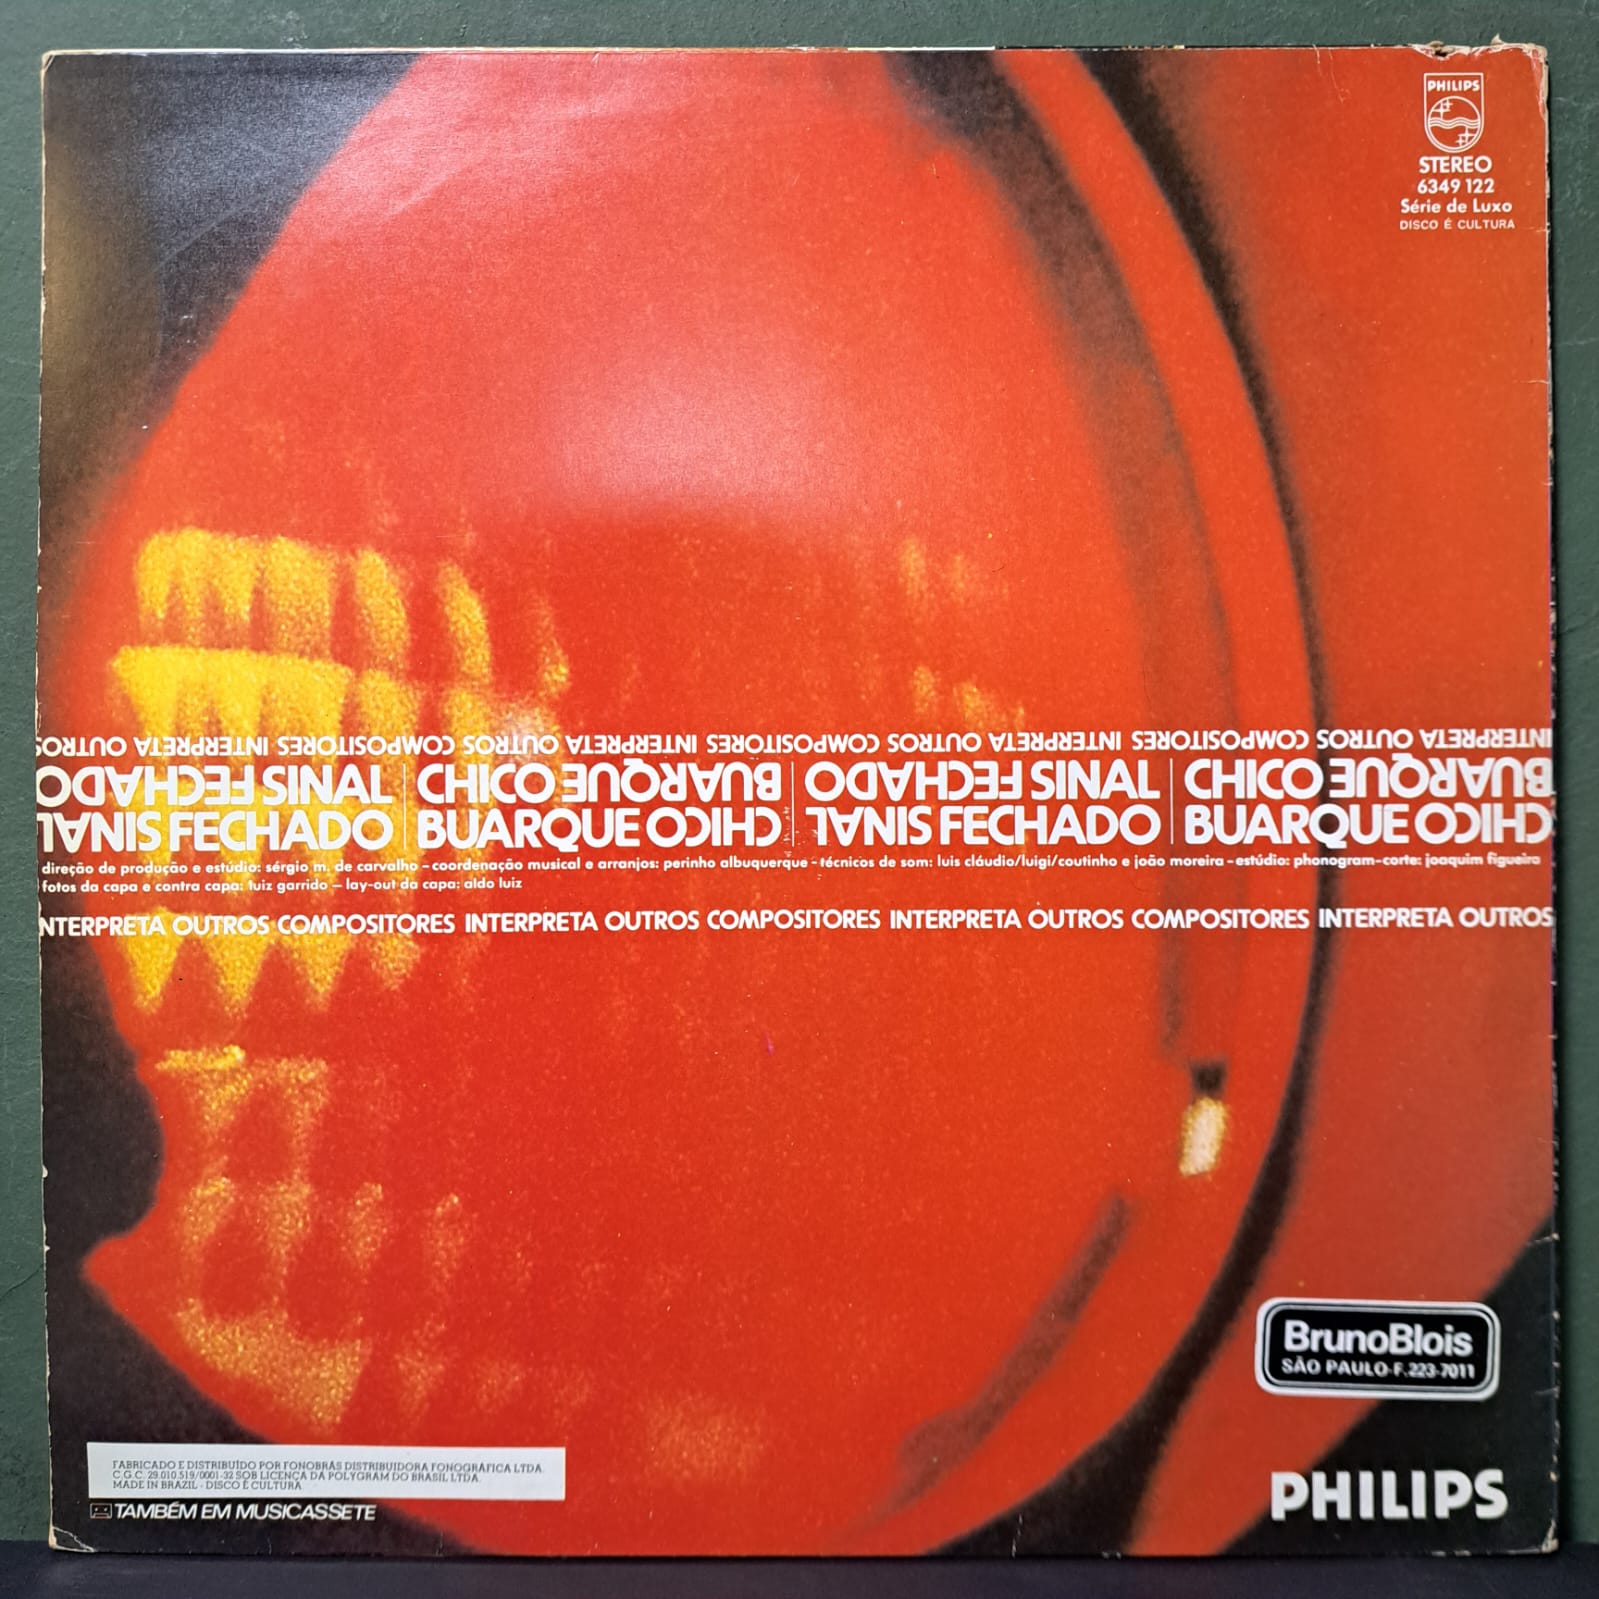 PHILIPS
STEREO
6349 122
Série de Luxo
DISCO É CULTURA
INTERPRETA OUTROS COMPOSITORES INTERPRETA OUTROS COMPOSITORES INTERPRETA OUTROS COMPOSITORES INTERPRETA OUTROS
SINAL FECHADO CHICO BUARQUE SINAL FECHADO CHICO BUARQUE
SINAL FECHADO BUARQUE CHICO SINAL FECHADO BUARQUE CHICO
direção de produção e estúdio: sérgio m. de carvalho – coordenação musical e arranjos: perinho albuquerque - técnicos de som: luis cláudio/luigi/coutinho e joão moreira - estúdio: phonogram - corte: joaquim figueira
fotos da capa e contra capa: luiz garrido – lay-out da capa: aldo luiz
NTERPRETA OUTROS COMPOSITORES INTERPRETA OUTROS COMPOSITORES INTERPRETA OUTROS COMPOSITORES INTERPRETA OUTROS
BrunoBlois
SÃO PAULO-F.223-7011
FABRICADO E DISTRIBUÍDO POR FONOBRÁS DISTRIBUIDORA FONOGRÁFICA LTDA.
C.G.C. 29.010.519/0001-32 SOB LICENÇA DA POLYGRAM DO BRASIL LTDA.
MADE IN BRAZIL - DISCO É CULTURA
TAMBÉM EM MUSICASSETE
PHILIPS